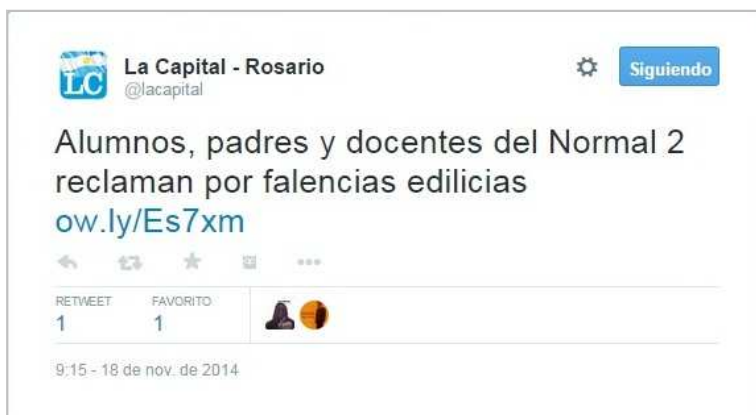 LC
La Capital - Rosario
@lacapital
Siguiendo
Alumnos, padres y docentes del Normal 2
reclaman por falencias edilicias
ow.ly/Es7xm
RETWEET FAVORITO
1 1
9:15 - 18 de nov. de 2014